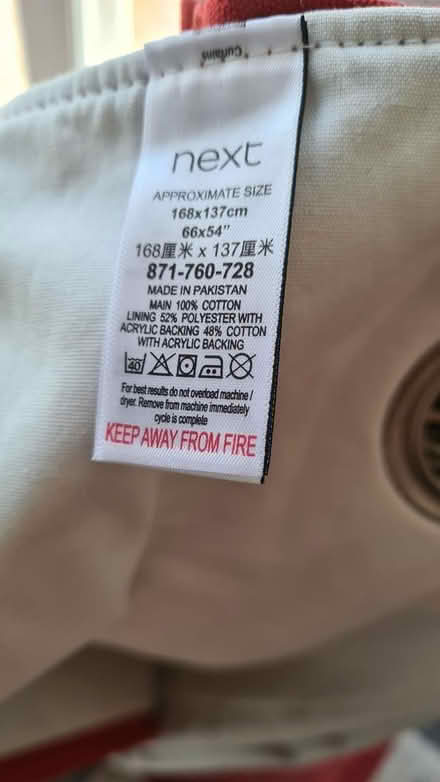 Curtains
next
APPROXIMATE SIZE
168x137cm
66x54"
168厘米 x 137厘米
871-760-728
MADE IN PAKISTAN
MAIN 100% COTTON
LINING 52% POLYESTER WITH
ACRYLIC BACKING 48% COTTON
WITH ACRYLIC BACKING
40
For best results do not overload machine /
dryer. Remove from machine immediately
cycle is complete
KEEP AWAY FROM FIRE